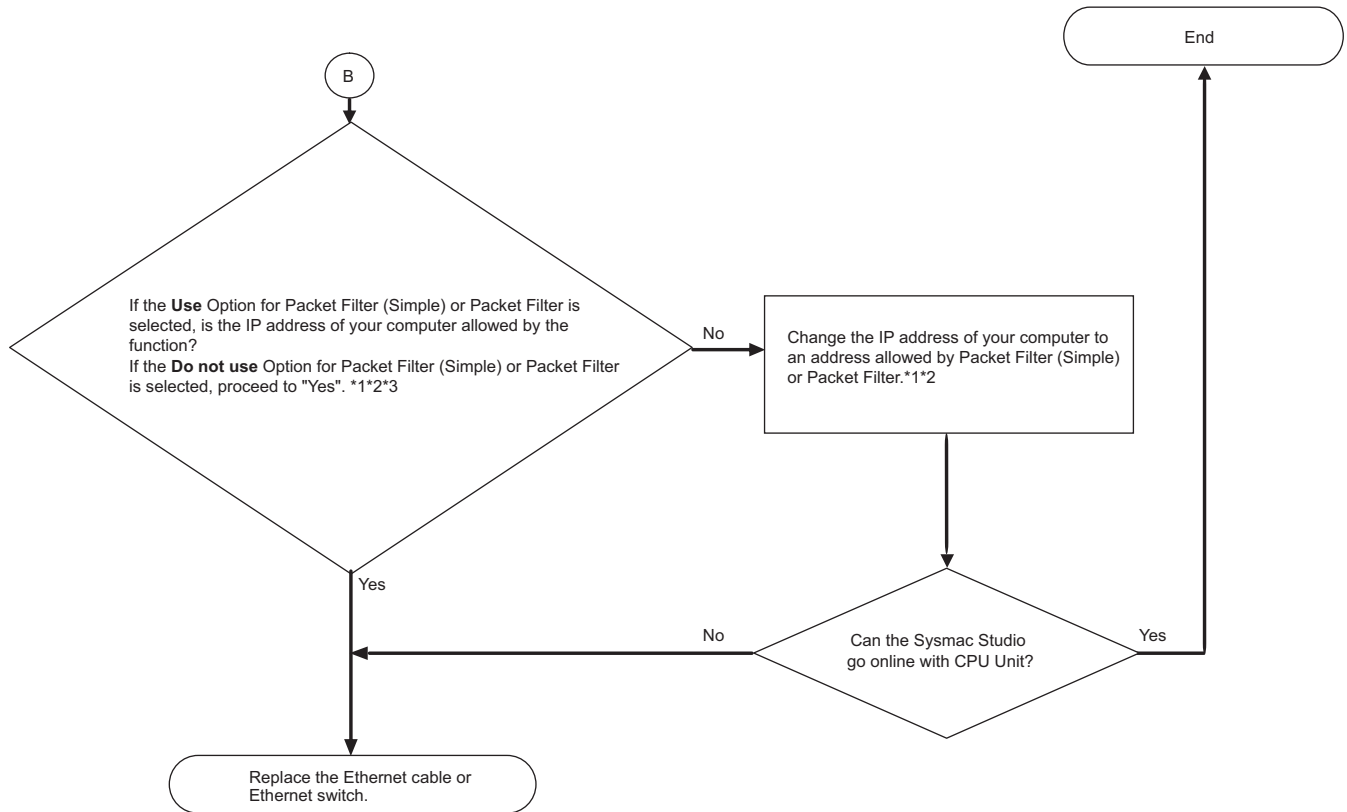 End
B
If the Use Option for Packet Filter (Simple) or Packet Filter is
selected, is the IP address of your computer allowed by the
function?
If the Do not use Option for Packet Filter (Simple) or Packet Filter
is selected, proceed to "Yes". *1*2*3
No
Change the IP address of your computer to
an address allowed by Packet Filter (Simple)
or Packet Filter.*1*2
Yes
No
Can the Sysmac Studio
go online with CPU Unit?
Yes
Replace the Ethernet cable or
Ethernet switch.